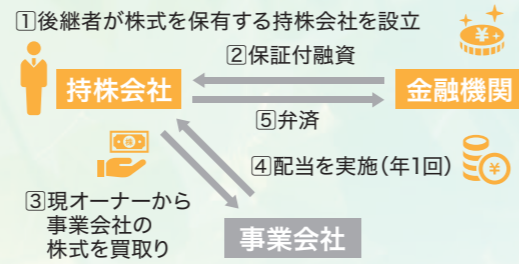 1後継者が株式を保有する持株会社を設立
2保証付融資
持株会社
金融機関
5弁済
4配当を実施(年1回)
3現オーナーから
事業会社の
株式を買取り
事業会社
¥
¥